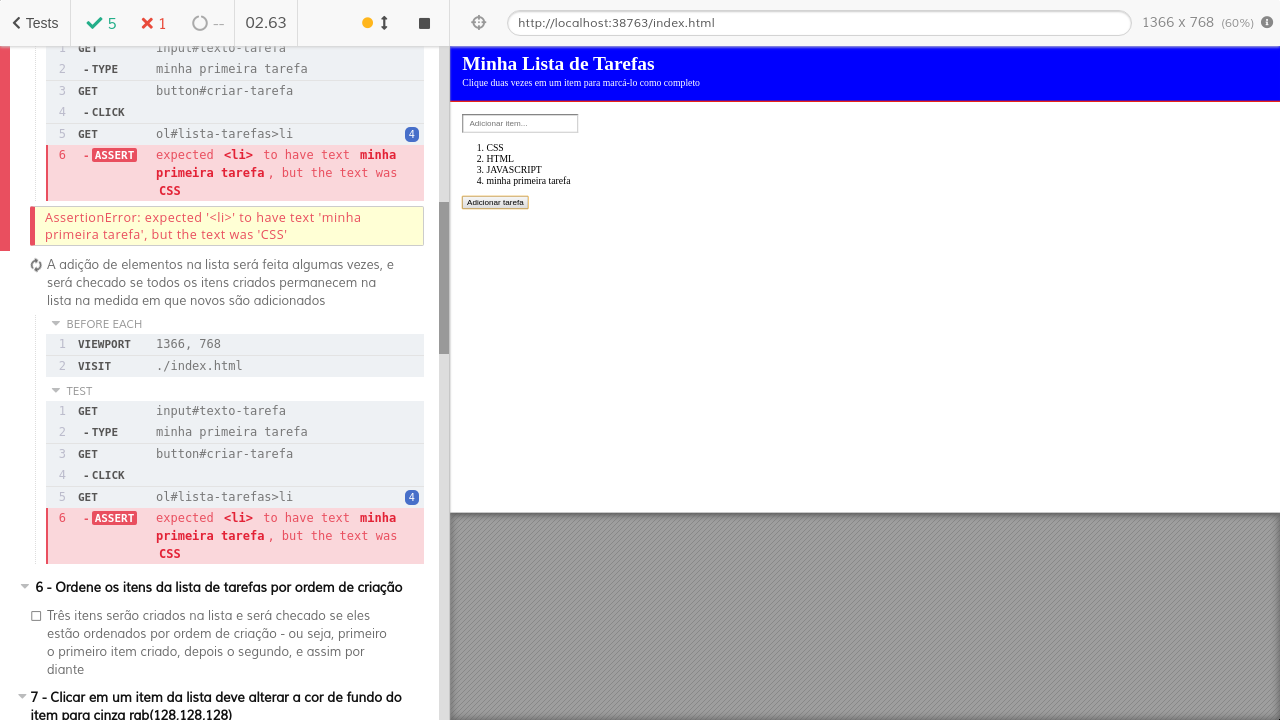 Tests
5
1
--
02.63
http://localhost:38763/index.html
1366 x 768 (60%)
1 GET input#texto-tarefa
2 - TYPE minha primeira tarefa
3 GET button#criar-tarefa
4 - CLICK
5 GET ol#lista-tarefas>li 4
6 - ASSERT expected <li> to have text minha
primeira tarefa, but the text was
CSS
AssertionError: expected '<li>' to have text 'minha
primeira tarefa', but the text was 'CSS'
A adição de elementos na lista será feita algumas vezes, e
será checado se todos os itens criados permanecem na
lista na medida em que novos são adicionados
BEFORE EACH
1 VIEWPORT 1366, 768
2 VISIT ./index.html
TEST
1 GET input#texto-tarefa
2 - TYPE minha primeira tarefa
3 GET button#criar-tarefa
4 - CLICK
5 GET ol#lista-tarefas>li 4
6 - ASSERT expected <li> to have text minha
primeira tarefa, but the text was
CSS
6 - Ordene os itens da lista de tarefas por ordem de criação
Três itens serão criados na lista e será checado se eles
estão ordenados por ordem de criação - ou seja, primeiro
o primeiro item criado, depois o segundo, e assim por
diante
7 - Clicar em um item da lista deve alterar a cor de fundo do
item para cinza rgb(128,128,128)
Minha Lista de Tarefas
Clique duas vezes em um item para marcá-lo como completo
Adicionar item...
1. CSS
2. HTML
3. JAVASCRIPT
4. minha primeira tarefa
Adicionar tarefa